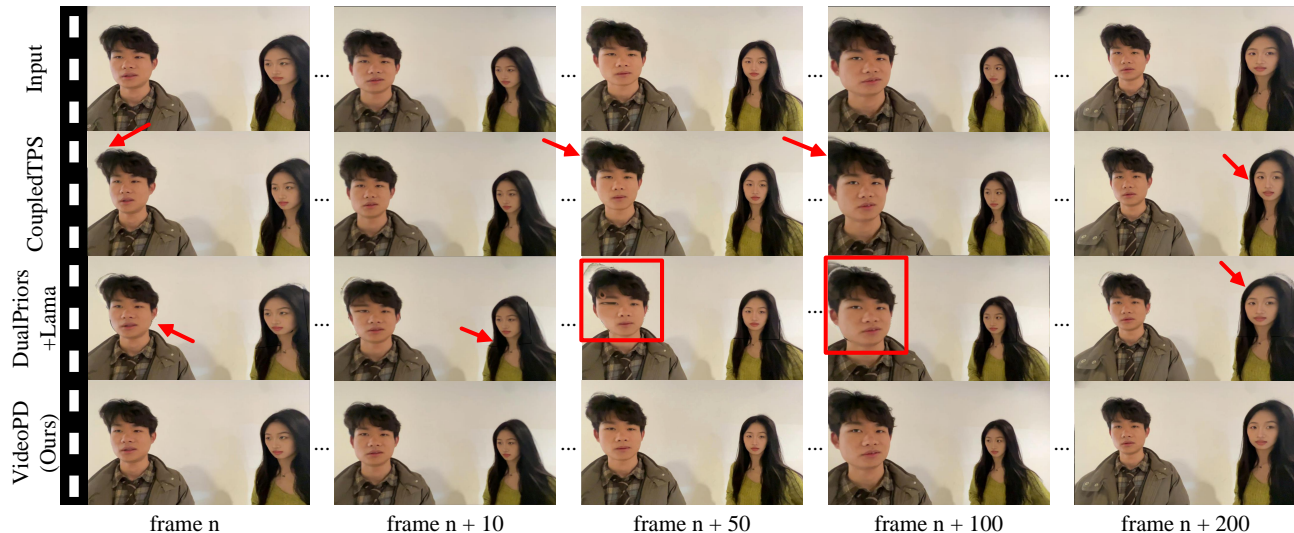 Input
...
...
...
...
CoupledTPS
...
...
...
...
DualPriors
+Lama
...
...
...
...
VideoPD
(Ours)
...
...
...
...
frame n
frame n + 10
frame n + 50
frame n + 100
frame n + 200